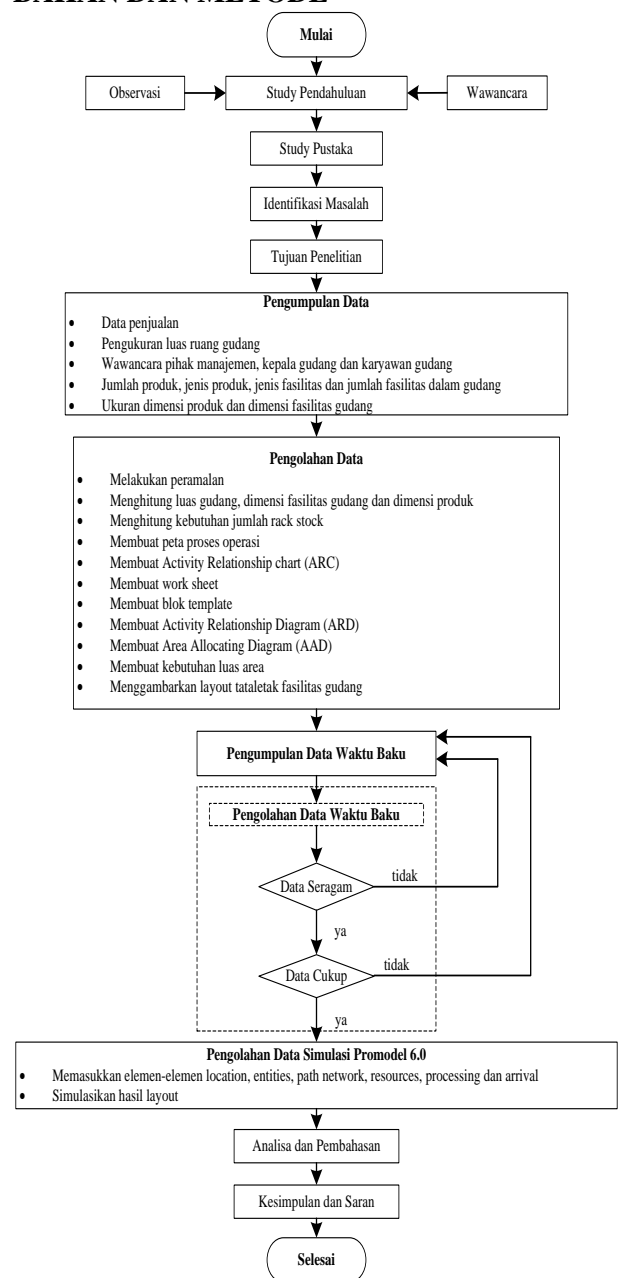 BAHAN DAN METODE
Mulai
Observasi
Study Pendahuluan
Wawancara
Study Pustaka
Identifikasi Masalah
Tujuan Penelitian
Pengumpulan Data
• Data penjualan
• Pengukuran luas ruang gudang
• Wawancara pihak manajemen, kepala gudang dan karyawan gudang
• Jumlah produk, jenis produk, jenis fasilitas dan jumlah fasilitas dalam gudang
• Ukuran dimensi produk dan dimensi fasilitas gudang
Pengolahan Data
• Melakukan peramalan
• Menghitung luas gudang, dimensi fasilitas gudang dan dimensi produk
• Menghitung kebutuhan jumlah rack stock
• Membuat peta proses operasi
• Membuat Activity Relationship chart (ARC)
• Membuat work sheet
• Membuat blok template
• Membuat Activity Relationship Diagram (ARD)
• Membuat Area Allocating Diagram (AAD)
• Membuat kebutuhan luas area
• Menggambarkan layout tataletak fasilitas gudang
Pengumpulan Data Waktu Baku
Pengolahan Data Waktu Baku
Data Seragam
tidak
ya
Data Cukup
tidak
ya
Pengolahan Data Simulasi Promodel 6.0
• Memasukkan elemen-elemen location, entities, path network, resources, processing dan arrival
• Simulasikan hasil layout
Analisa dan Pembahasan
Kesimpulan dan Saran
Selesai